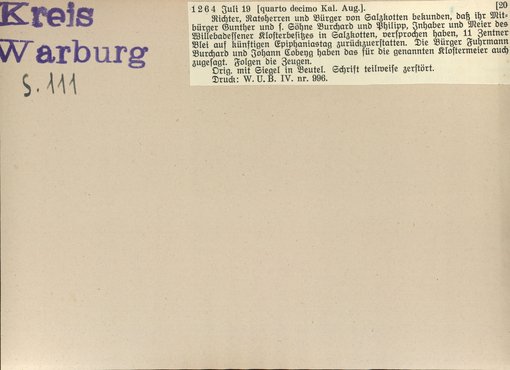 Kreis
Warburg
S. 111
1264 Juli 19 [quarto decimo Kal. Aug.]. [20
Richter, Ratsherren und Bürger von Salzkotten bekunden, daß ihr Mit-
bürger Gunther und s. Söhne Burchard und Philipp, Inhaber und Meier des
Willebadessener Klosterbesitzes in Salzkotten, versprochen haben, 11 Zentner
Blei auf künftigen Epiphaniastag zurückzuerstatten. Die Bürger Fuhrmann
Burchard und Johann Cobeng haben das für die genannten Klostermeier auch
zugesagt. Folgen die Zeugen.
Orig. mit Siegel in Beutel. Schrift teilweise zerstört.
Druck: W. U. B. IV. nr. 996.